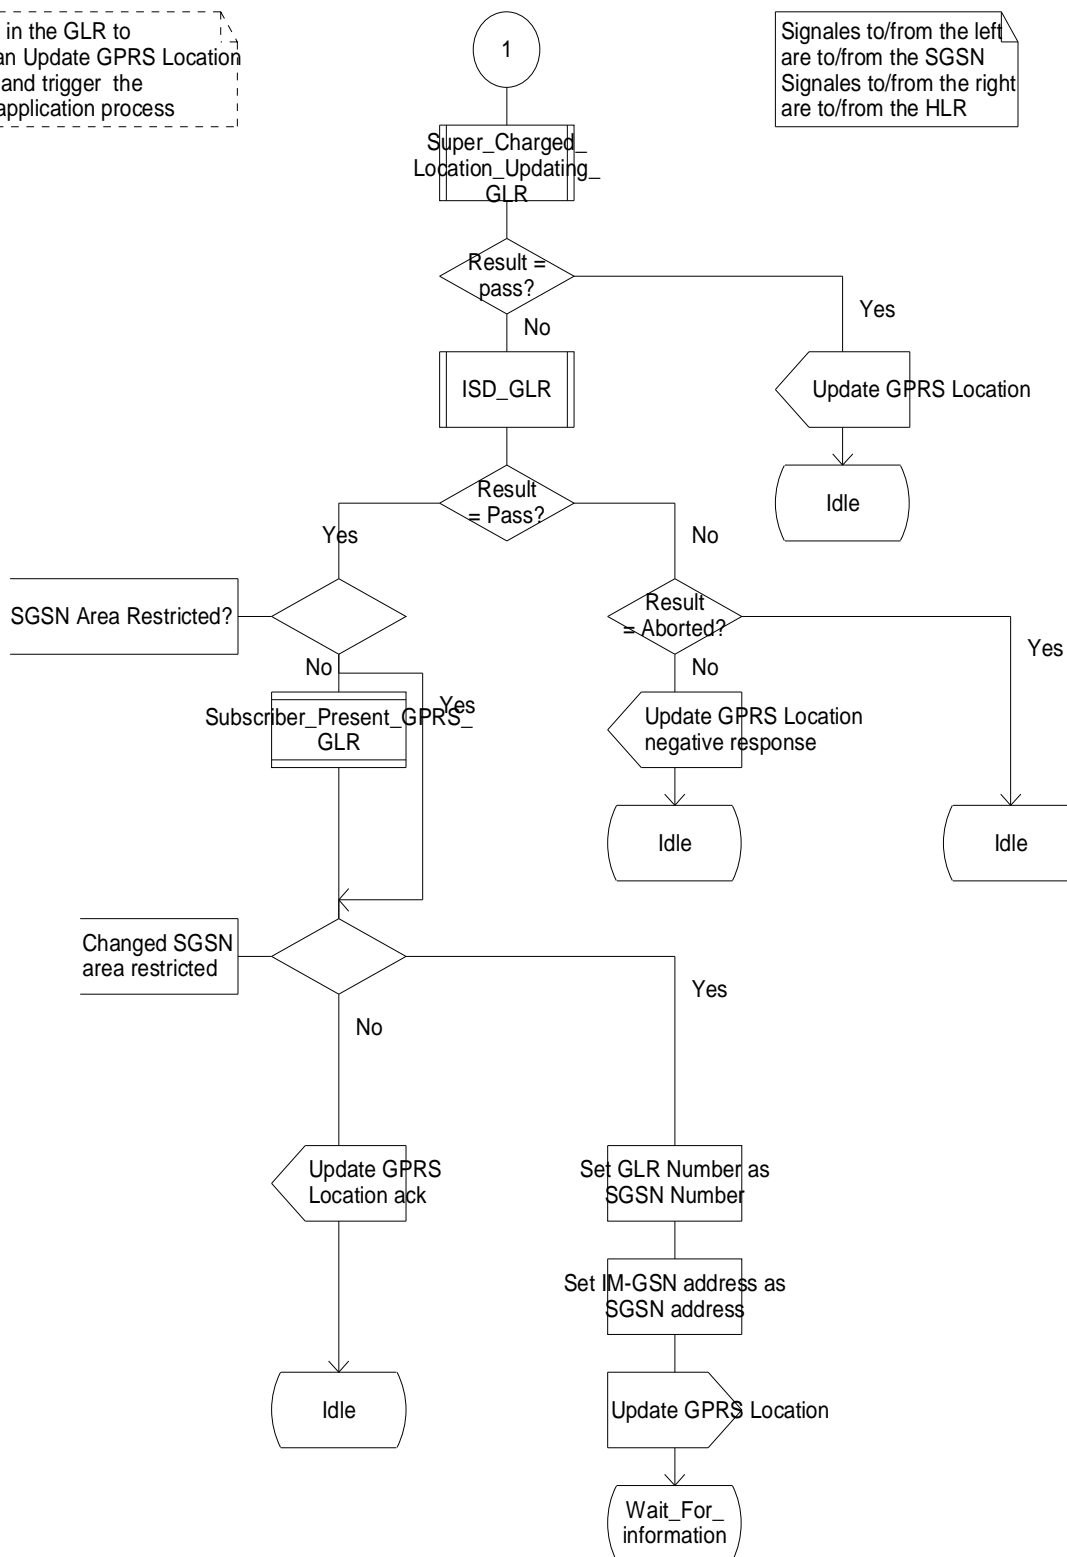 in the GLR to
an Update GPRS Location
and trigger the
application process
1
Signales to/from the left
are to/from the SGSN
Signales to/from the right
are to/from the HLR
Super_Charged_
Location_Updating_
GLR
Result =
pass?
Yes
No
ISD_GLR
Update GPRS Location
Idle
Result
= Pass?
Yes
No
SGSN Area Restricted?
Result
= Aborted?
Yes
No
No
Yes
Subscriber_Present_GPRS_
GLR
Update GPRS Location
negative response
Idle
Idle
Changed SGSN
area restricted
Yes
No
Update GPRS
Location ack
Set GLR Number as
SGSN Number
Set IM-GSN address as
SGSN address
Idle
Update GPRS Location
Wait_For_
information